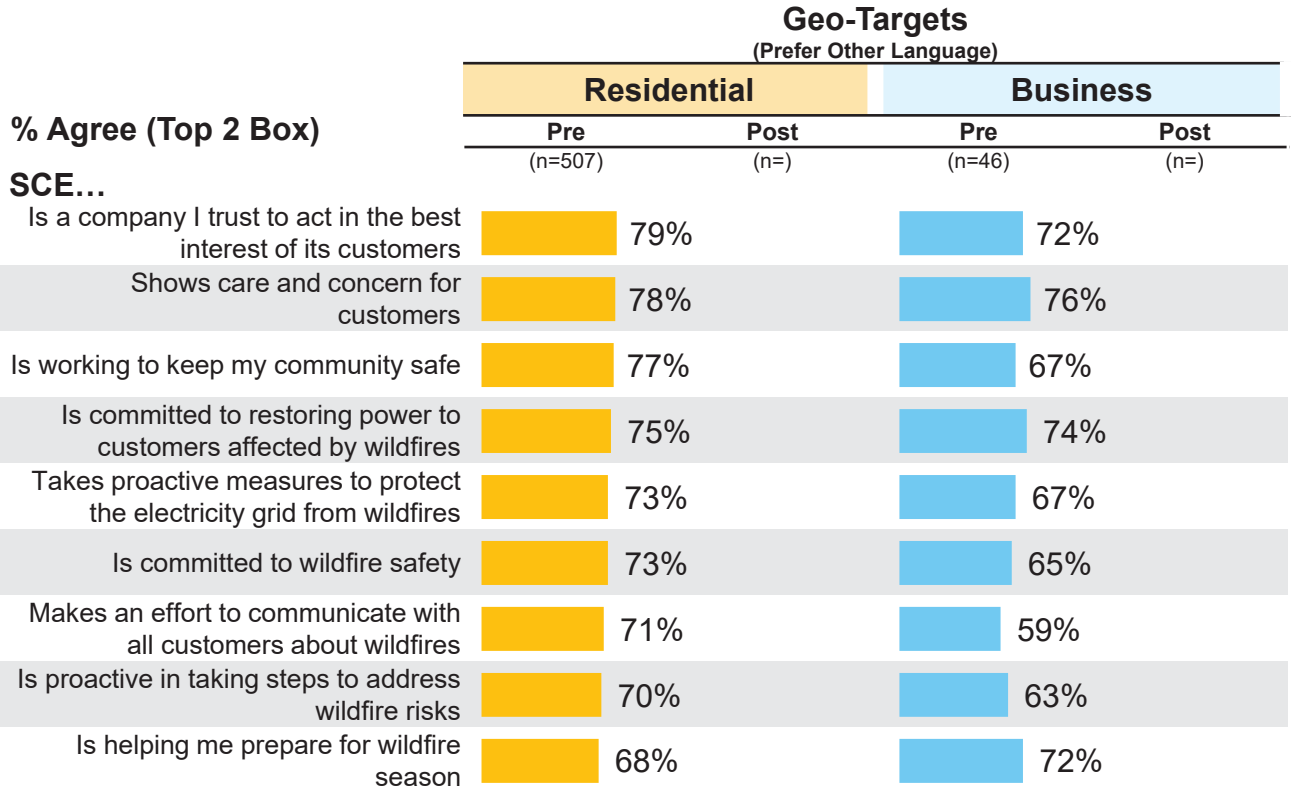 Geo-Targets
(Prefer Other Language)
Residential Business
% Agree (Top 2 Box)
Pre Post Pre Post
(n=507) (n=) (n=46) (n=)
SCE…
Is a company I trust to act in the best
interest of its customers
79% 72%
Shows care and concern for
customers
78% 76%
Is working to keep my community safe 77% 67%
Is committed to restoring power to
customers affected by wildfires
75% 74%
Takes proactive measures to protect
the electricity grid from wildfires
73% 67%
Is committed to wildfire safety 73% 65%
Makes an effort to communicate with
all customers about wildfires
71% 59%
Is proactive in taking steps to address
wildfire risks
70% 63%
Is helping me prepare for wildfire
season
68% 72%